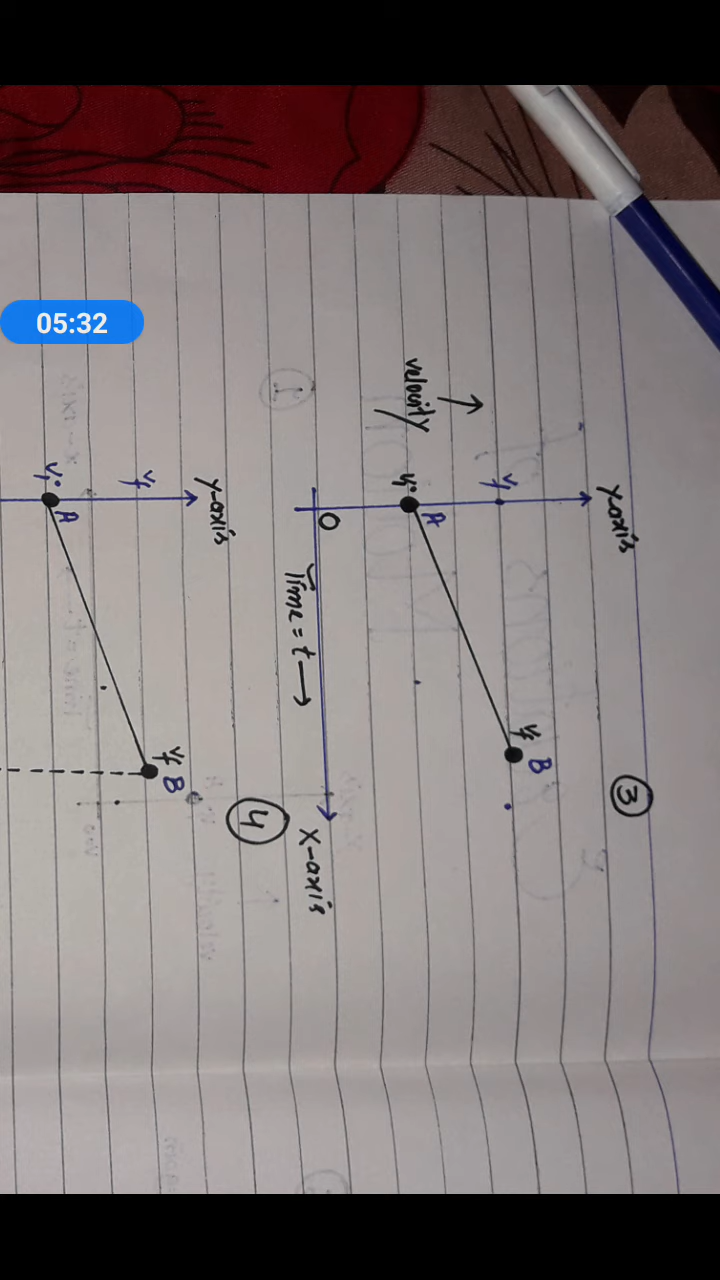 3
y-axis
vf
velocity
vi
A
vf
B
O
Time = t
X-axis
4
y-axis
vf
vi
A
vf
B
05:32